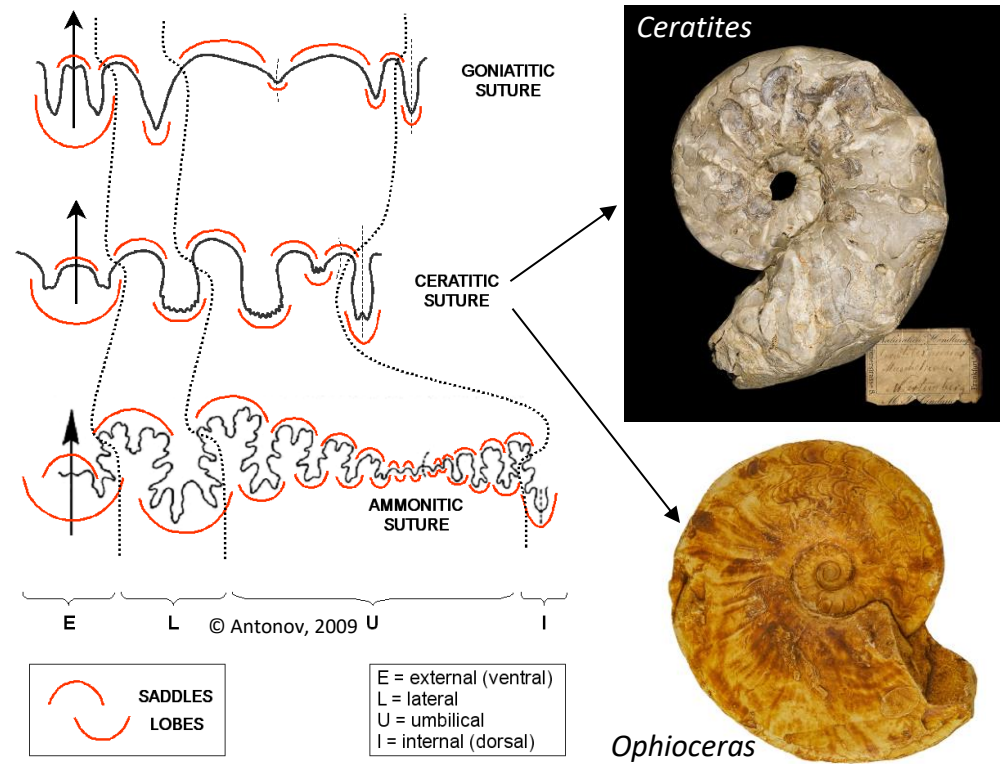 Ceratites
GONIATITIC
SUTURE
CERATITIC
SUTURE
AMMONITIC
SUTURE
E
L
© Antonov, 2009
U
I
SADDLES
LOBES
E = external (ventral)
L = lateral
U = umbilical
I = internal (dorsal)
Ophioceras